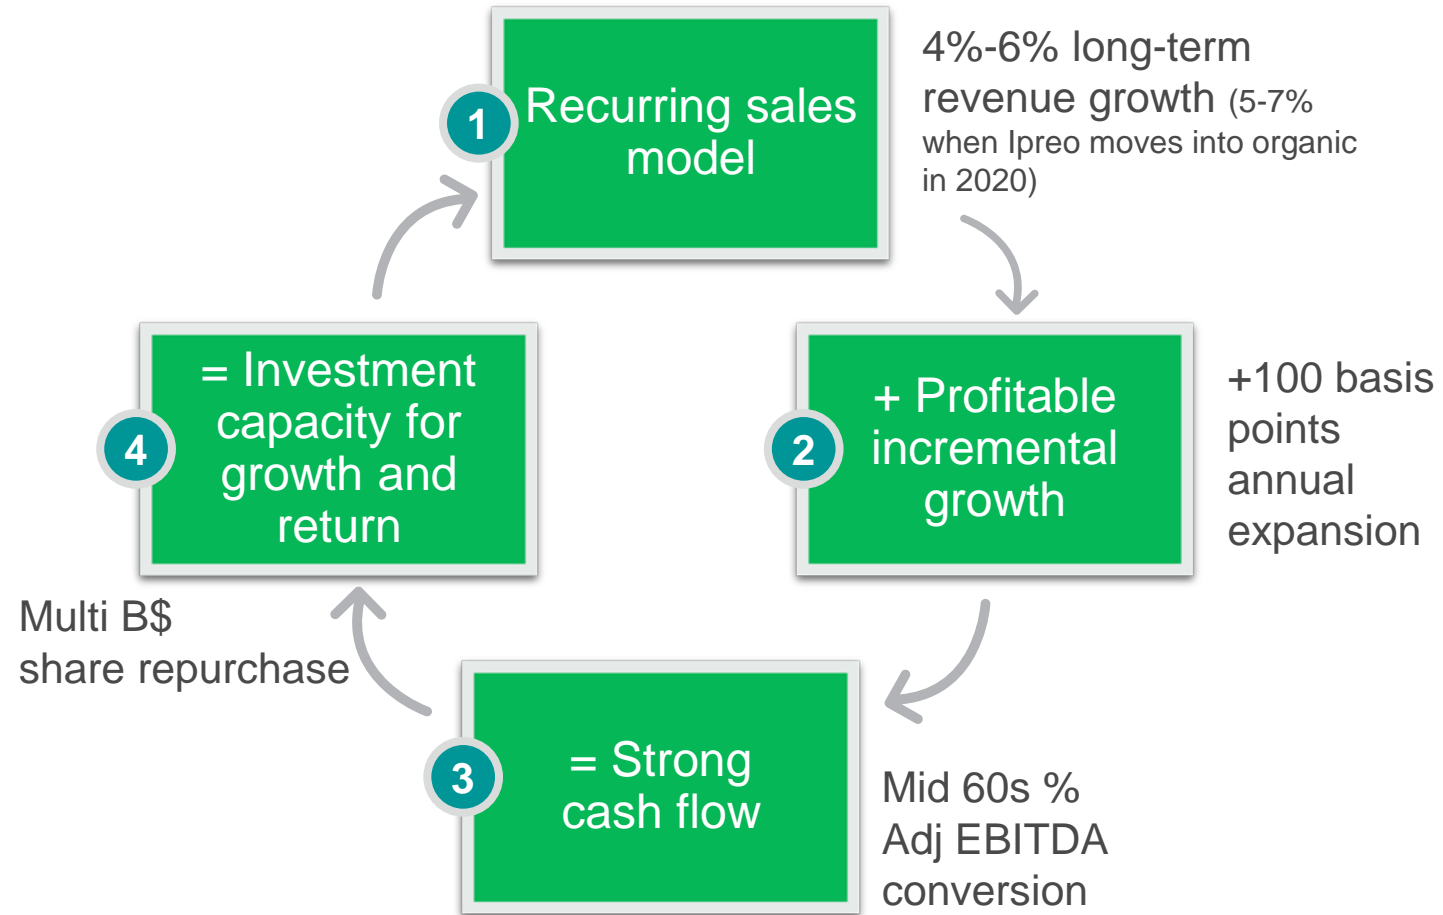 1
Recurring sales
model
4%-6% long-term
revenue growth (5-7%
when Ipreo moves into organic
in 2020)
2
+ Profitable
incremental
growth
+100 basis
points
annual
expansion
3
= Strong
cash flow
Mid 60s %
Adj EBITDA
conversion
4
= Investment
capacity for
growth and
return
Multi B$
share repurchase